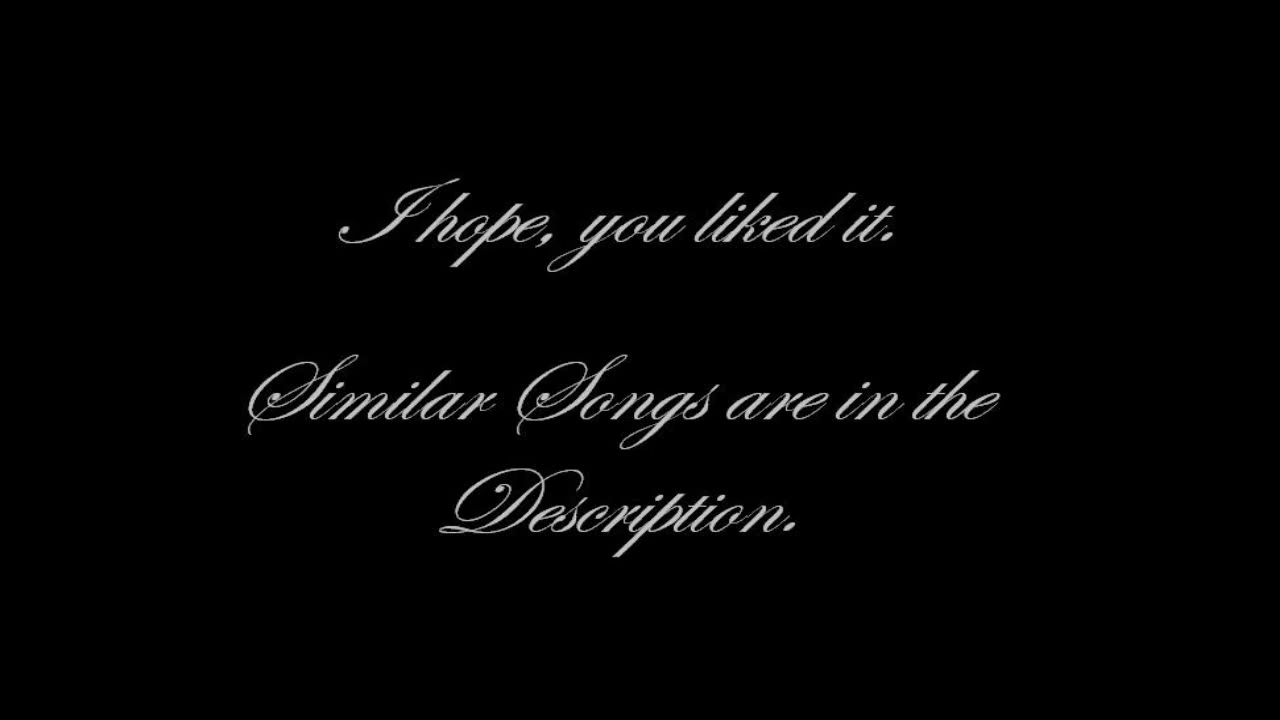 I hope, you liked it.
Similar Songs are in the
Description.